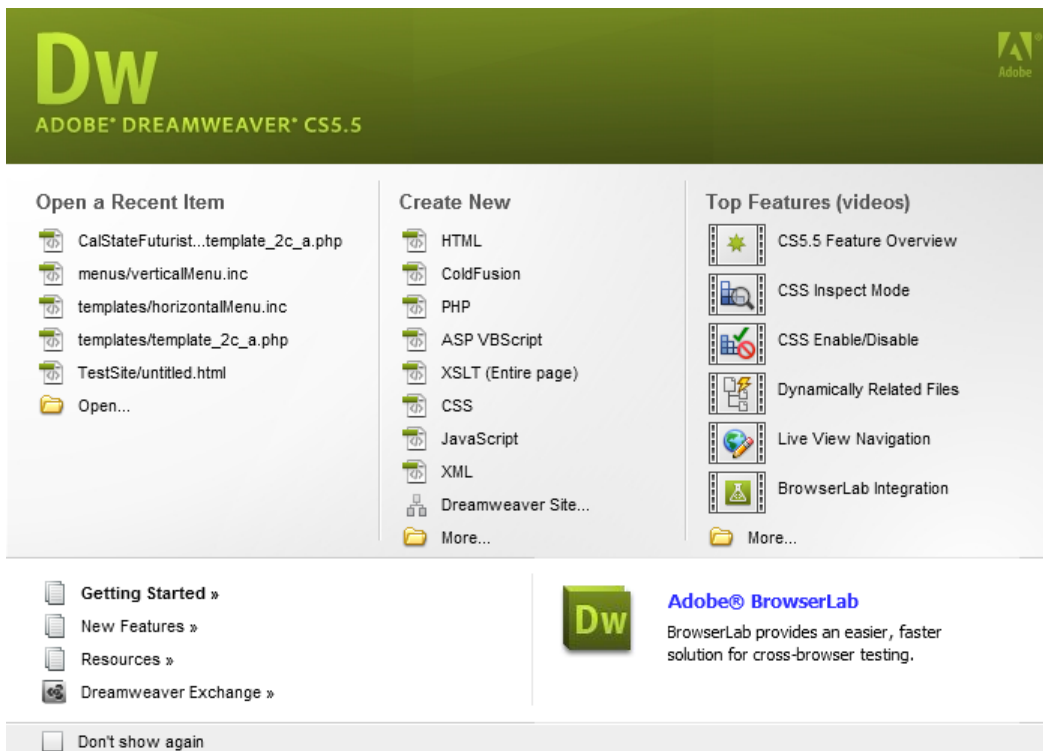 Dw
ADOBE® DREAMWEAVER® CS5.5
Adobe
Open a Recent Item
CalStateFuturist...template_2c_a.php
menus/verticalMenu.inc
templates/horizontalMenu.inc
templates/template_2c_a.php
TestSite/untitled.html
Open...
Create New
HTML
ColdFusion
PHP
ASP VBScript
XSLT (Entire page)
CSS
JavaScript
XML
Dreamweaver Site...
More...
Top Features (videos)
CS5.5 Feature Overview
CSS Inspect Mode
CSS Enable/Disable
Dynamically Related Files
Live View Navigation
BrowserLab Integration
More...
Getting Started »
New Features »
Resources »
Dreamweaver Exchange »
Dw
Adobe® BrowserLab
BrowserLab provides an easier, faster
solution for cross-browser testing.
Don't show again